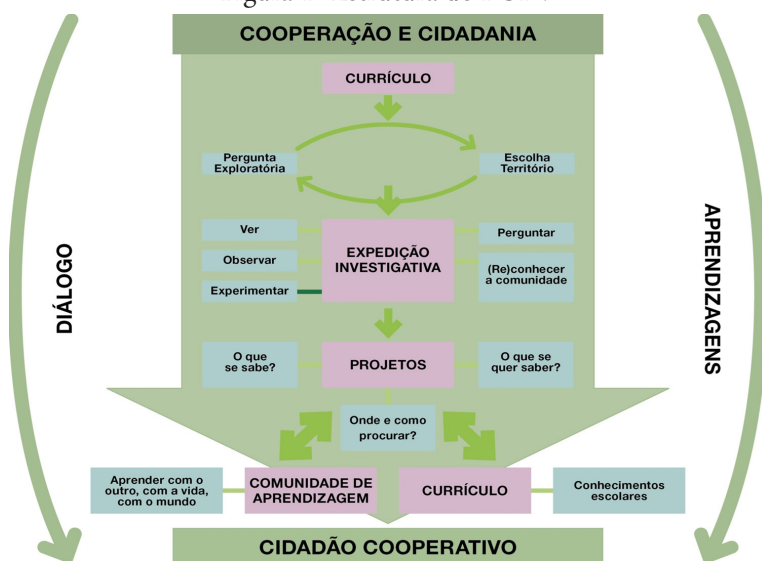 COOPERAÇÃO E CIDADANIA
CURRÍCULO
Pergunta
Exploratória
Escolha
Território
Ver
Observar
Experimentar
EXPEDIÇÃO
INVESTIGATIVA
Perguntar
(Re)conhecer
a comunidade
DIÁLOGO
APRENDIZAGENS
O que
se sabe?
PROJETOS
O que se
quer saber?
Onde e como
procurar?
Aprender com o
outro, com a vida,
com o mundo
COMUNIDADE DE
APRENDIZAGEM
CURRÍCULO
Conhecimentos
escolares
CIDADÃO COOPERATIVO